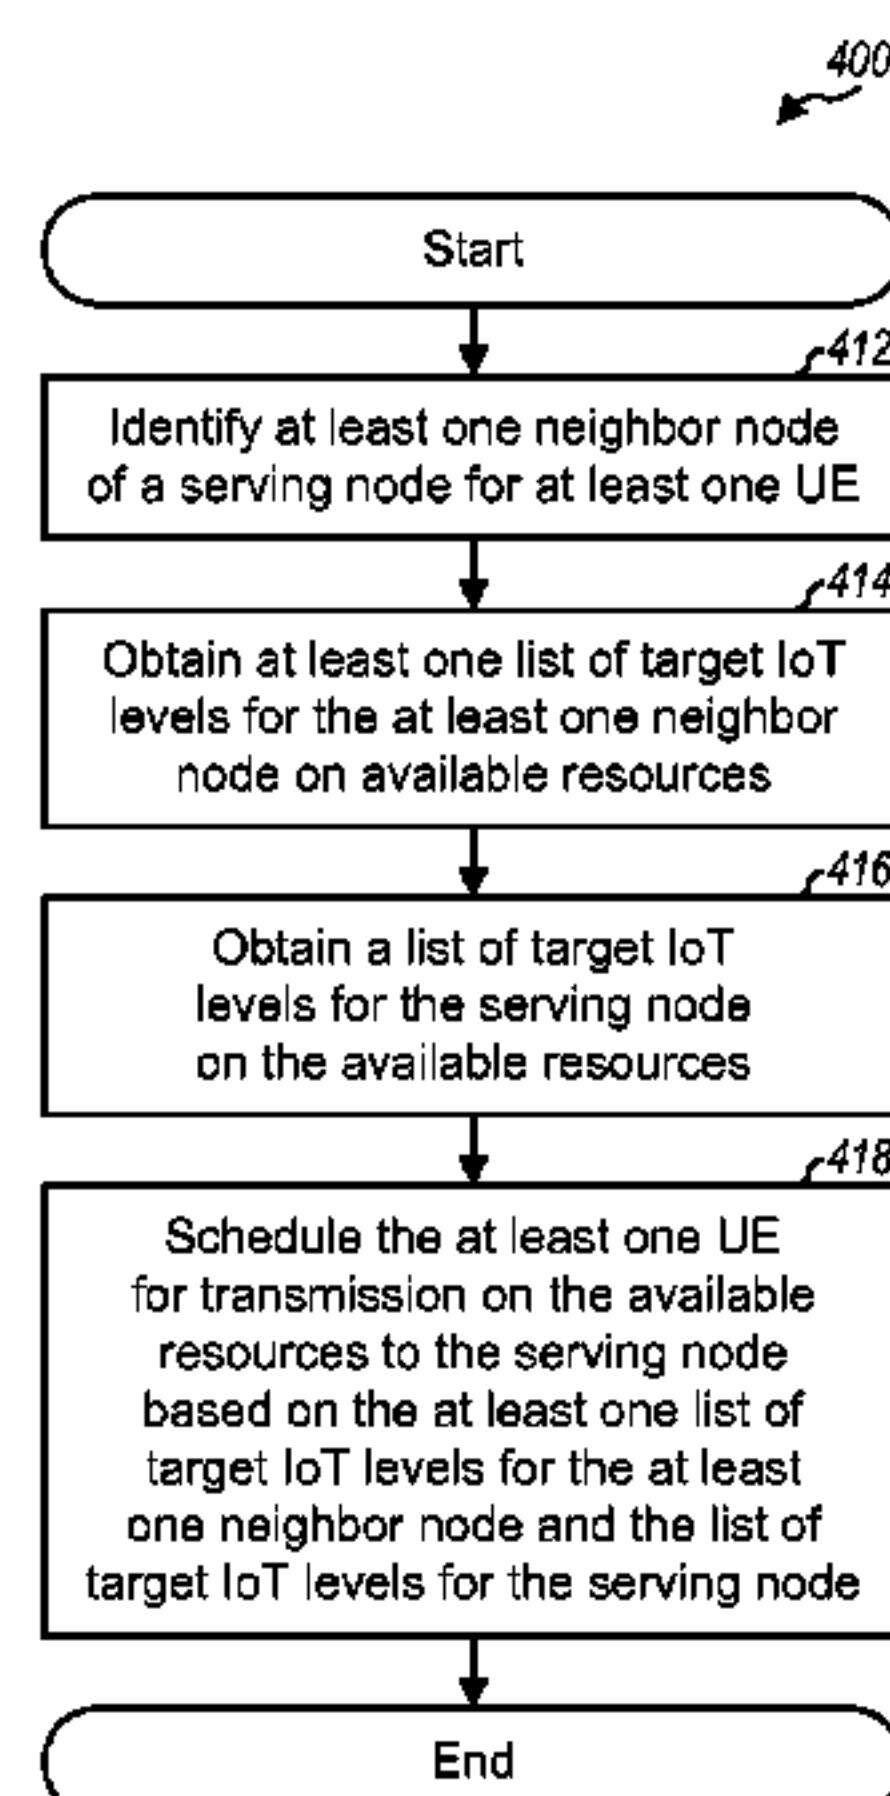 400
Start
412
Identify at least one neighbor node
of a serving node for at least one UE
414
Obtain at least one list of target IoT
levels for the at least one neighbor
node on available resources
416
Obtain a list of target IoT
levels for the serving node
on the available resources
418
Schedule the at least one UE
for transmission on the available
resources to the serving node
based on the at least one list of
target IoT levels for the at least
one neighbor node and the list of
target IoT levels for the serving node
End